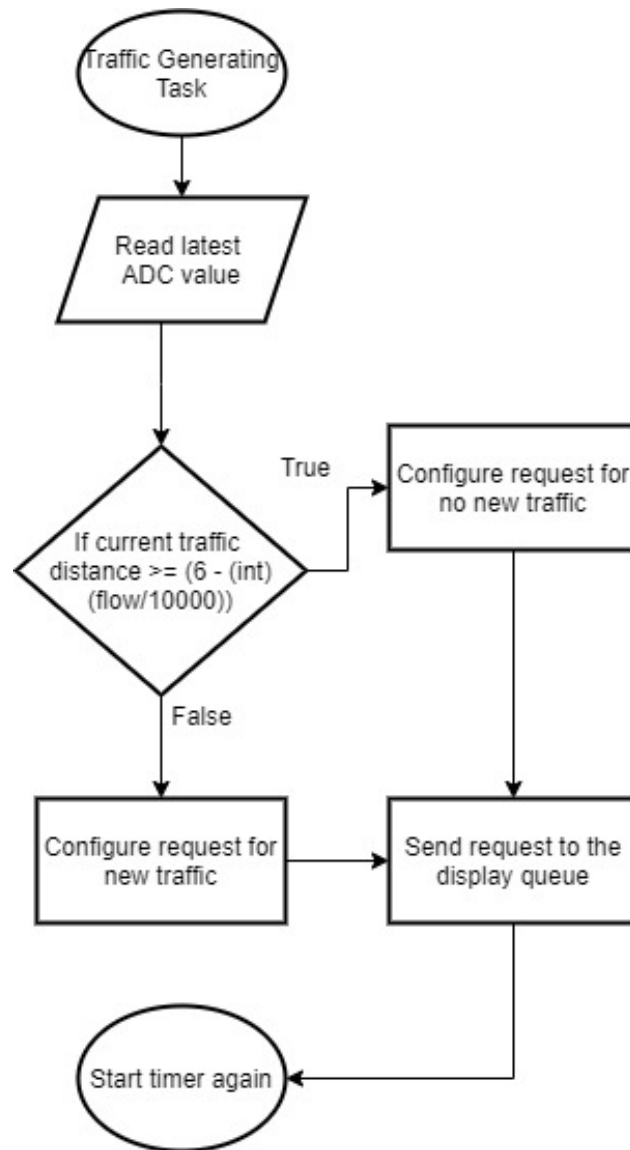 Traffic Generating
Task
Read latest
ADC value
If current traffic
distance >= (6 - (int)
(flow/10000))
True
Configure request for
no new traffic
False
Configure request for
new traffic
Send request to the
display queue
Start timer again